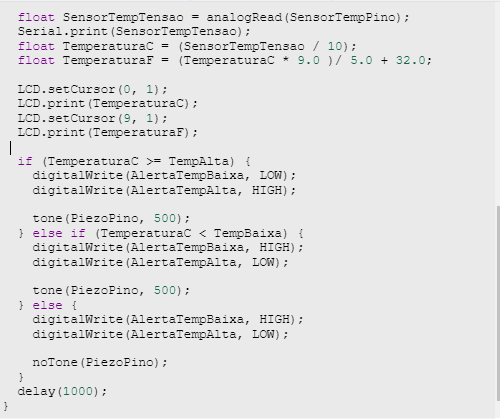 float SensorTempTensao = analogRead(SensorTempPino);
Serial.print(SensorTempTensao);
float TemperaturaC = (SensorTempTensao / 10);
float TemperaturaF = (TemperaturaC * 9.0 )/ 5.0 + 32.0;
LCD.setCursor(0, 1);
LCD.print(TemperaturaC);
LCD.setCursor(9, 1);
LCD.print(TemperaturaF);
if (TemperaturaC >= TempAlta) {
digitalWrite(AlertaTempBaixa, LOW);
digitalWrite(AlertaTempAlta, HIGH);
tone(PiezoPino, 500);
} else if (TemperaturaC < TempBaixa) {
digitalWrite(AlertaTempBaixa, HIGH);
digitalWrite(AlertaTempAlta, LOW);
tone(PiezoPino, 500);
} else {
digitalWrite(AlertaTempBaixa, HIGH);
digitalWrite(AlertaTempAlta, LOW);
noTone(PiezoPino);
}
delay(1000);
}